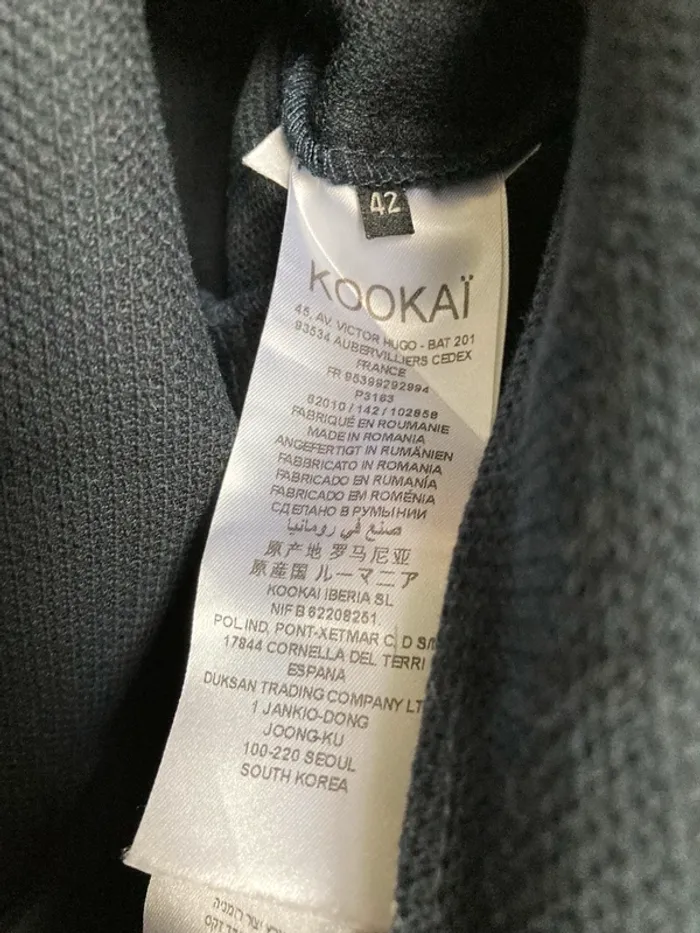 42
KOOKAÏ
45, AV. VICTOR HUGO - BAT 201
93534 AUBERVILLIERS CEDEX
FRANCE
FR 95399292994
P3163
82010 / 142 / 102858
FABRIQUÉ EN ROUMANIE
MADE IN ROMANIA
ANGEFERTIGT IN RUMÄNIEN
FABBRICATO IN ROMANIA
FABRICADO EN RUMANÍA
FABRICADO EM ROMÉNIA
СДЕЛАНО В РУМЫНИИ
صنع في رومانيا
原产地 罗马尼亚
原産国 ルーマニア
KOOKAI IBERIA SL
NIF B 62208251
POL.IND. PONT-XETMAR C, D S/
17844 CORNELLA DEL TERRI
ESPANA
DUKSAN TRADING COMPANY LT
1 JANKIO-DONG
JOONG-KU
100-220 SEOUL
SOUTH KOREA